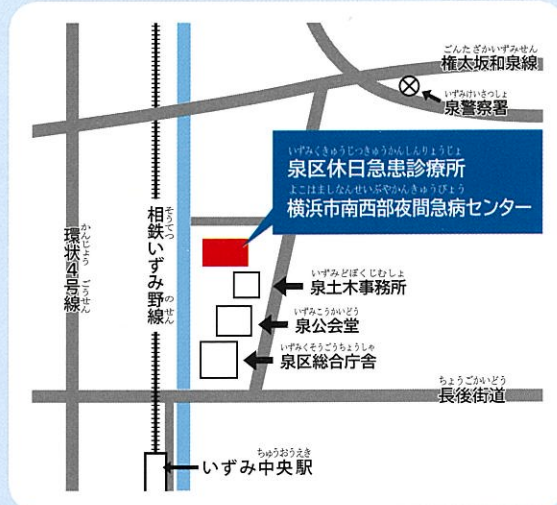 ごんたざかいずみせん
権太坂和泉線
いずみけいさつしょ
泉警察署
いずみくきゅうじつきゅうかんしんりょうじょ
泉区休日急患診療所
よこはましなんせいぶやかんきゅうびょう
横浜市南西部夜間急病センター
かんじょう ごうせん
環状4号線
そうてつ の せん
相鉄いずみ野線
いずみどぼくじむしょ
泉土木事務所
いずみこうかいどう
泉公会堂
いずみくそうごうちょうしゃ
泉区総合庁舎
ちょうごかいどう
長後街道
ちゅうおうえき
いずみ中央駅